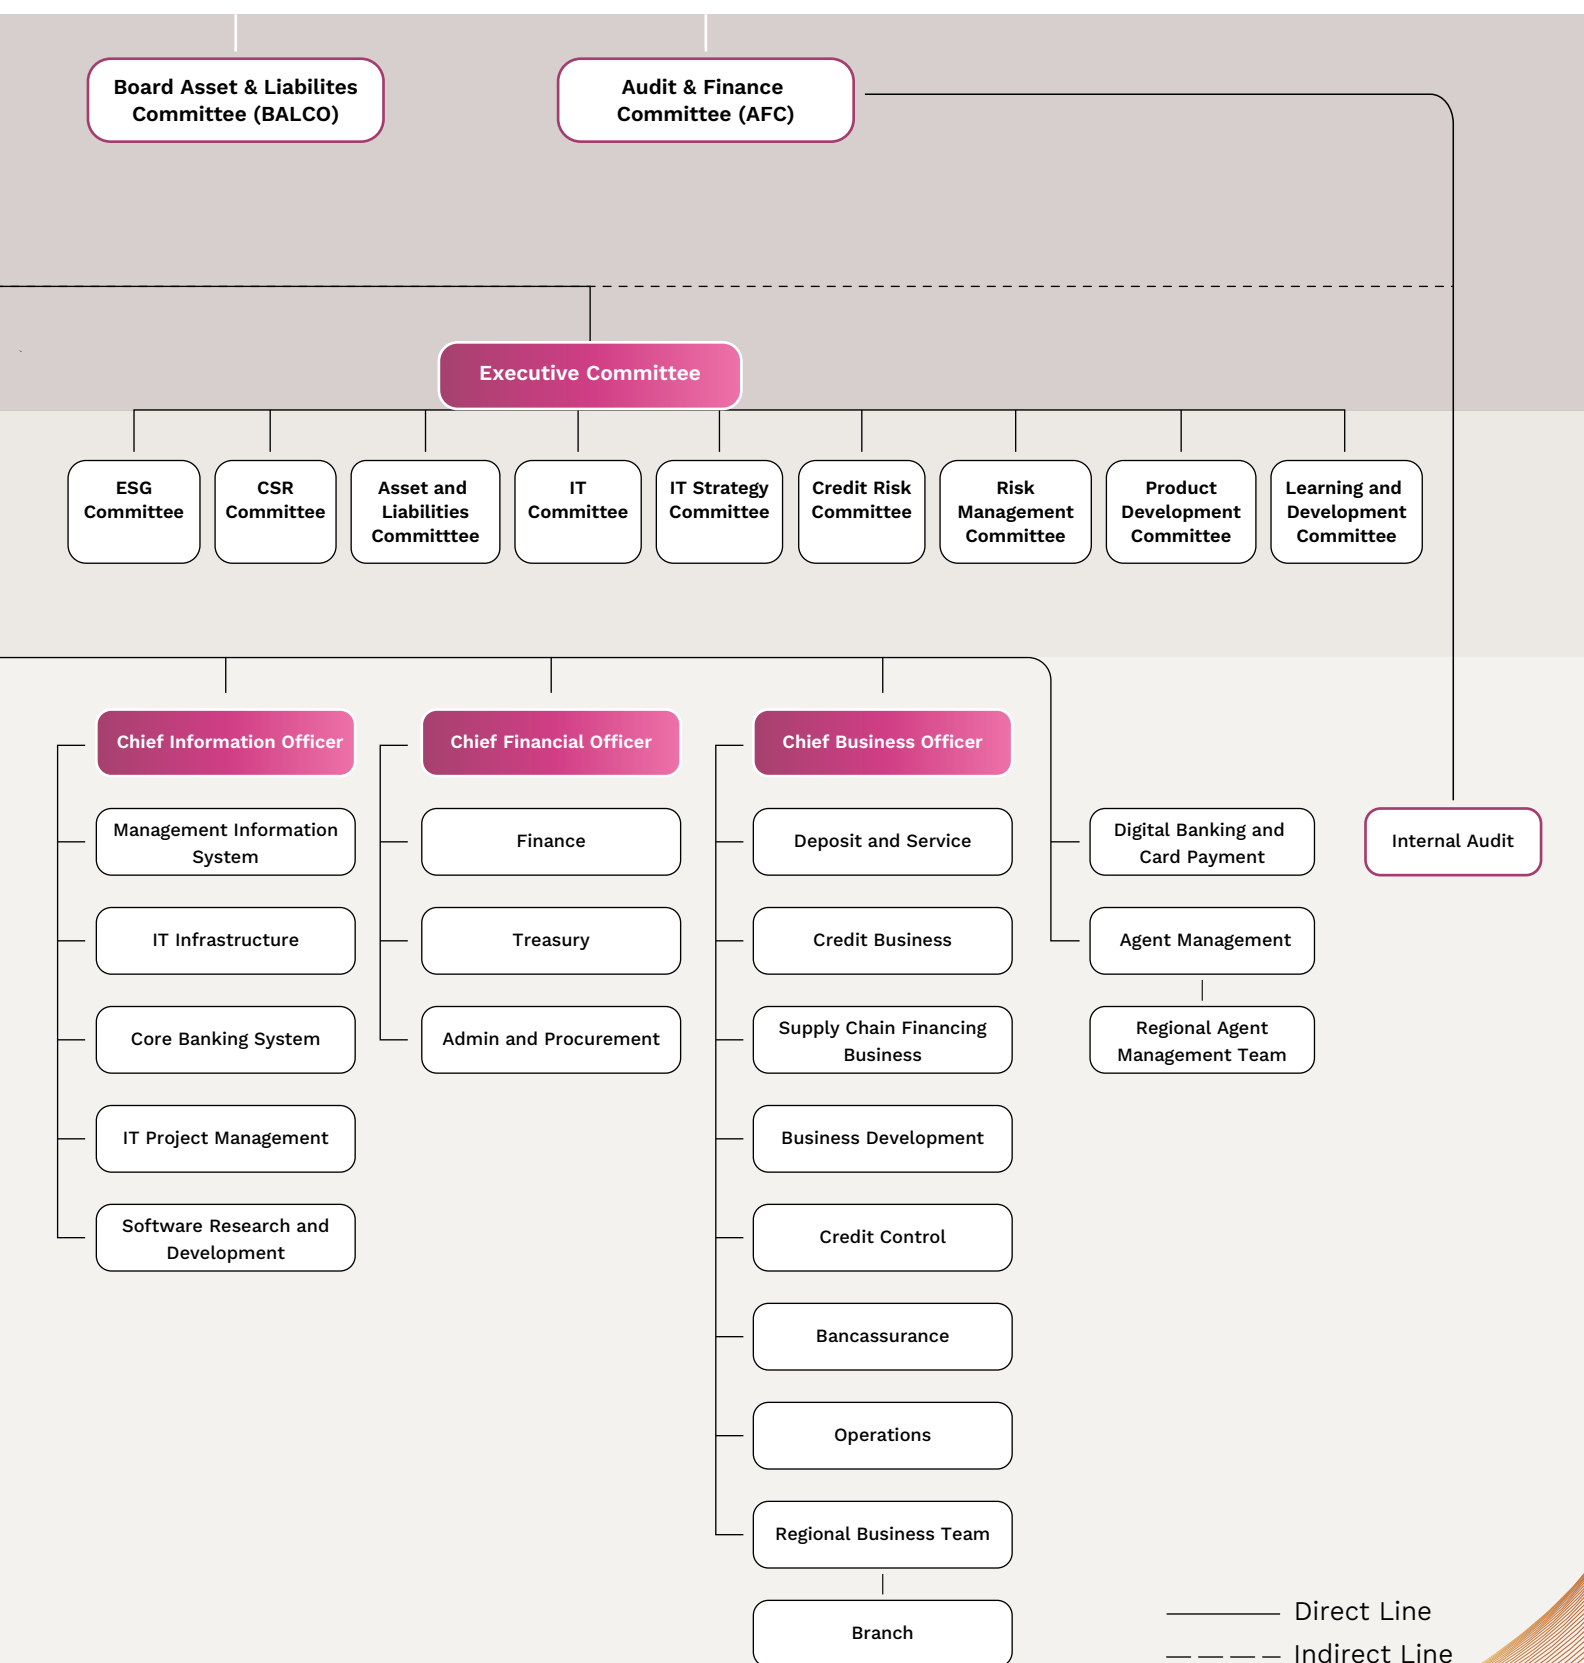 Board Asset & Liabilites
Committee (BALCO)
Audit & Finance
Committee (AFC)
Executive Committee
ESG
Committee
CSR
Committee
Asset and
Liabilities
Committtee
IT
Committee
IT Strategy
Committee
Credit Risk
Committee
Risk
Management
Committee
Product
Development
Committee
Learning and
Development
Committee
Chief Information Officer
Management Information
System
IT Infrastructure
Core Banking System
IT Project Management
Software Research and
Development
Chief Financial Officer
Finance
Treasury
Admin and Procurement
Chief Business Officer
Deposit and Service
Credit Business
Supply Chain Financing
Business
Business Development
Credit Control
Bancassurance
Operations
Regional Business Team
Branch
Digital Banking and
Card Payment
Agent Management
Regional Agent
Management Team
Internal Audit
Direct Line
Indirect Line